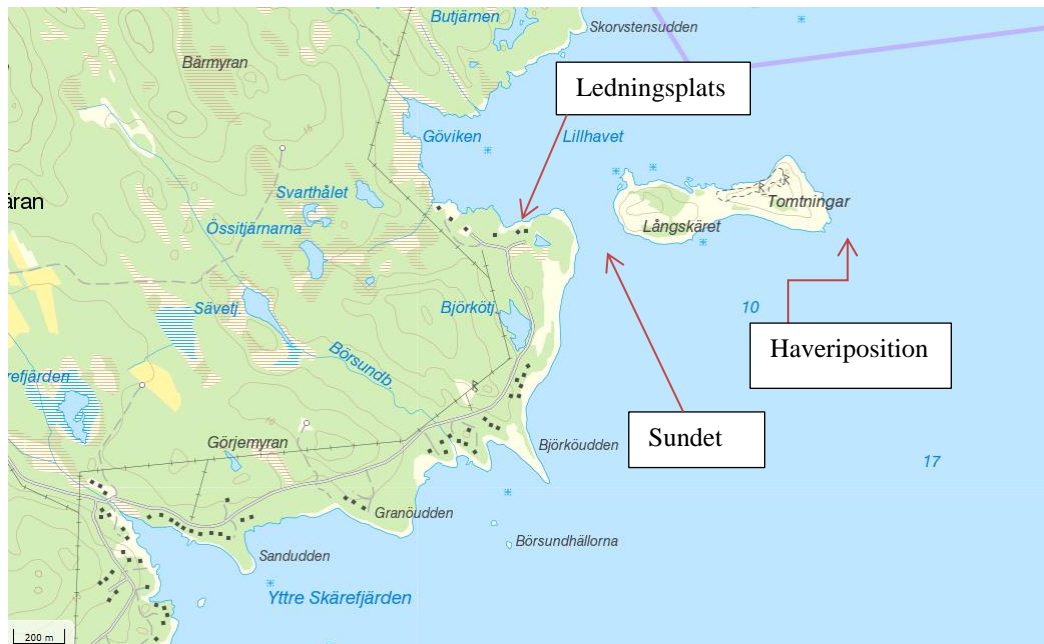 Butjärnen
Skorvstensudden
Bärmyran
Ledningsplats
Göviken
Lillhavet
Svarthålet
äran
Tomtningar
Långskäret
Össitjärnarna
Sävetj.
Björkötj.
10
Haveriposition
Börsundb.
refjärden
Sundet
Görjemyran
Björköudden
17
Granöudden
Börsundhällorna
Sandudden
Yttre Skärefjärden
200 m